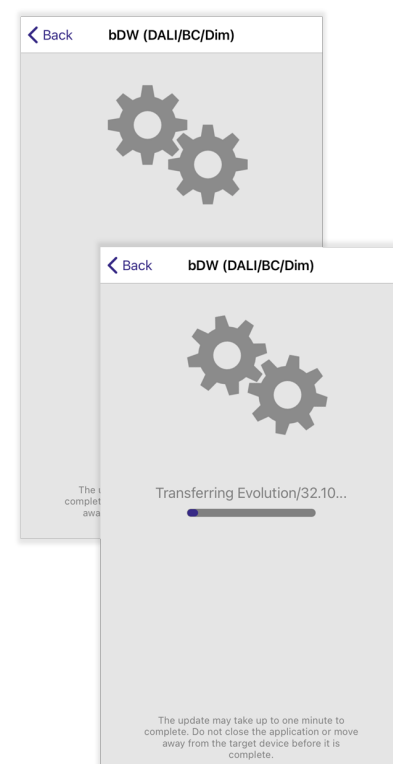 Back bDW (DALI/BC/Dim)
The
complet
awa
Back bDW (DALI/BC/Dim)
Transferring Evolution/32.10...
The update may take up to one minute to
complete. Do not close the application or move
away from the target device before it is
complete.